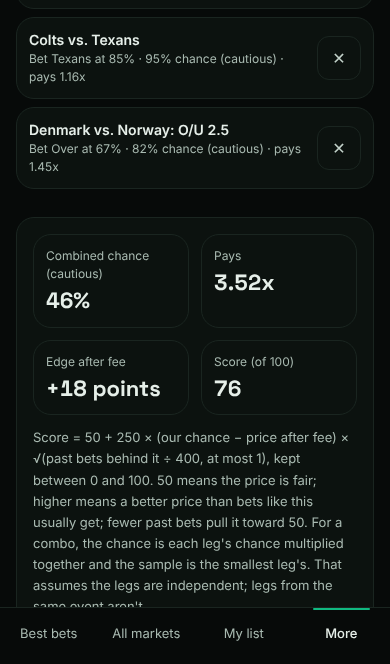 Colts vs. Texans
Bet Texans at 85% · 95% chance (cautious) ·
pays 1.16x
Denmark vs. Norway: O/U 2.5
Bet Over at 67% · 82% chance (cautious) · pays
1.45x
Combined chance
(cautious)
46%
Pays
3.52x
Edge after fee
+18 points
Score (of 100)
76
Score = 50 + 250 × (our chance − price after fee) ×
√(past bets behind it ÷ 400, at most 1), kept
between 0 and 100. 50 means the price is fair;
higher means a better price than bets like this
usually get; fewer past bets pull it toward 50. For a
combo, the chance is each leg's chance multiplied
together and the sample is the smallest leg's. That
assumes the legs are independent; legs from the
same event aren't.
Best bets
All markets
My list
More